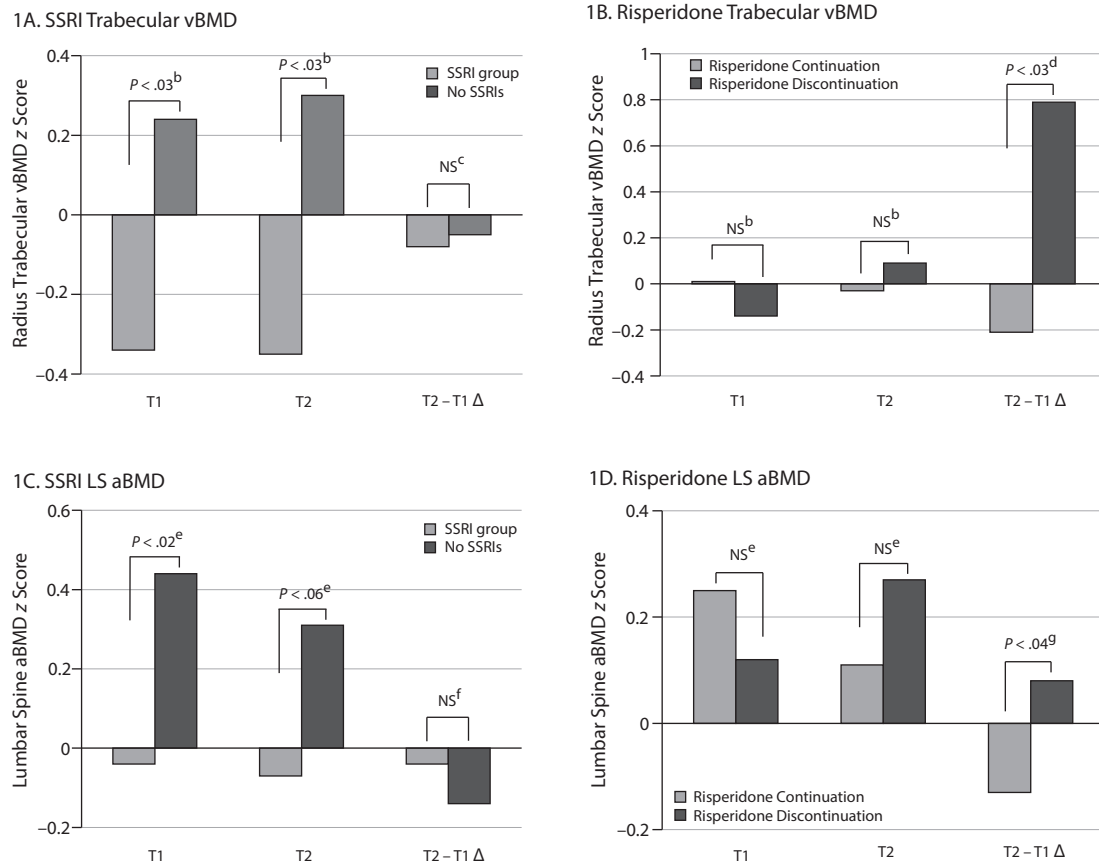 1A. SSRI Trabecular vBMD
Radius Trabecular vBMD z Score
0.4
0.2
0
−0.2
−0.4
P < .03b
P < .03b
NSc
SSRI group
No SSRIs
T1
T2
T2 – T1 Δ
1B. Risperidone Trabecular vBMD
Radius Trabecular vBMD z Score
1
0.8
0.6
0.4
0.2
0
−0.2
−0.4
Risperidone Continuation
Risperidone Discontinuation
NSb
NSb
P < .03d
T1
T2
T2 – T1 Δ
1C. SSRI LS aBMD
Lumbar Spine aBMD z Score
0.6
0.4
0.2
0
−0.2
P < .02e
P < .06e
NSf
SSRI group
No SSRIs
T1
T2
T2 – T1 Δ
1D. Risperidone LS aBMD
Lumbar Spine aBMD z Score
0.4
0.2
0
−0.2
NSe
NSe
P < .04g
Risperidone Continuation
Risperidone Discontinuation
T1
T2
T2 – T1 Δ